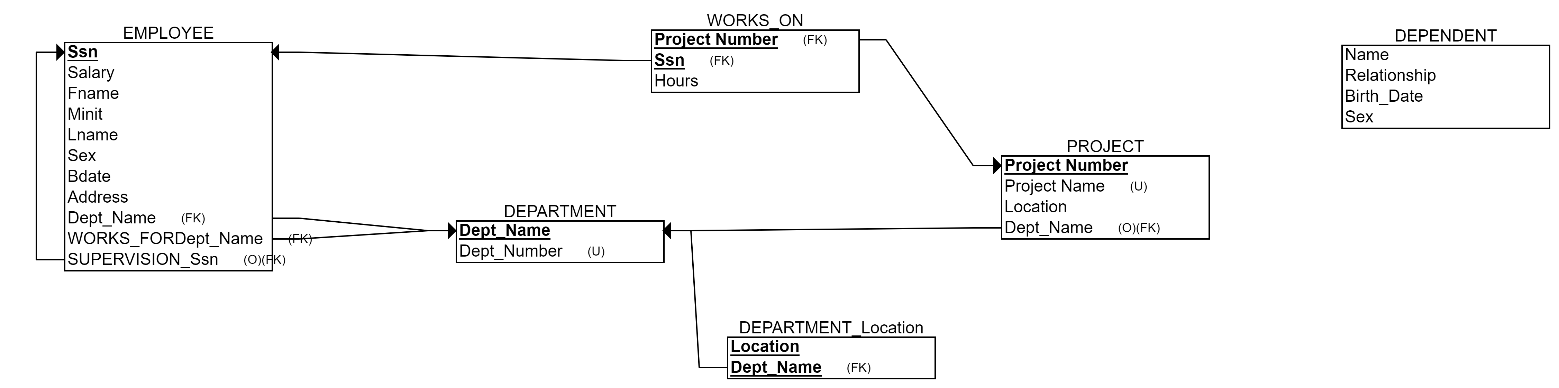 EMPLOYEE
Ssn
Salary
Fname
Minit
Lname
Sex
Bdate
Address
Dept_Name (FK)
WORKS_FORDept_Name (FK)
SUPERVISION_Ssn (O)(FK)
WORKS_ON
Project Number (FK)
Ssn (FK)
Hours
DEPARTMENT
Dept_Name
Dept_Number (U)
DEPARTMENT_Location
Location
Dept_Name (FK)
PROJECT
Project Number
Project Name (U)
Location
Dept_Name (O)(FK)
DEPENDENT
Name
Relationship
Birth_Date
Sex